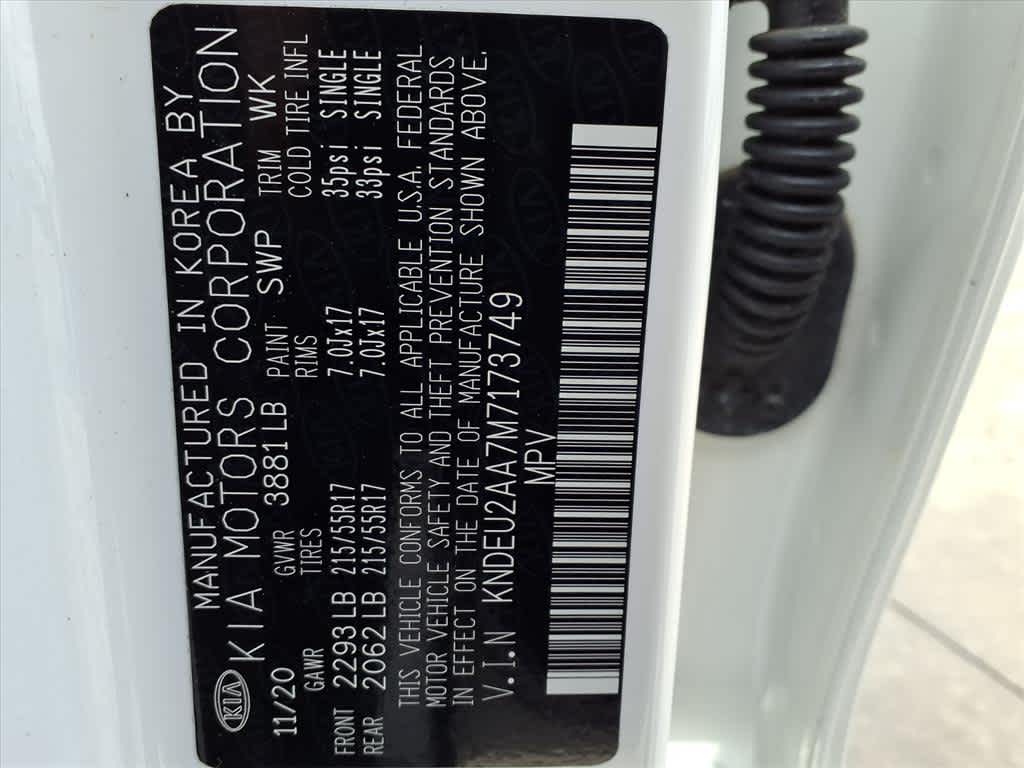 MANUFACTURED IN KOREA BY
KIA KIA MOTORS CORPORATION
11/20 GVWR 3881LB PAINT SWP TRIM WK
GAWR TIRES RIMS COLD TIRE INFL
FRONT 2293LB 215/55R17 7.0Jx17 35psi SINGLE
REAR 2062LB 215/55R17 7.0Jx17 33psi SINGLE
THIS VEHICLE CONFORMS TO ALL APPLICABLE U.S.A. FEDERAL
MOTOR VEHICLE SAFETY AND THEFT PREVENTION STANDARDS
IN EFFECT ON THE DATE OF MANUFACTURE SHOWN ABOVE.
V.I.N KNDEU2AA7M7173749
MPV